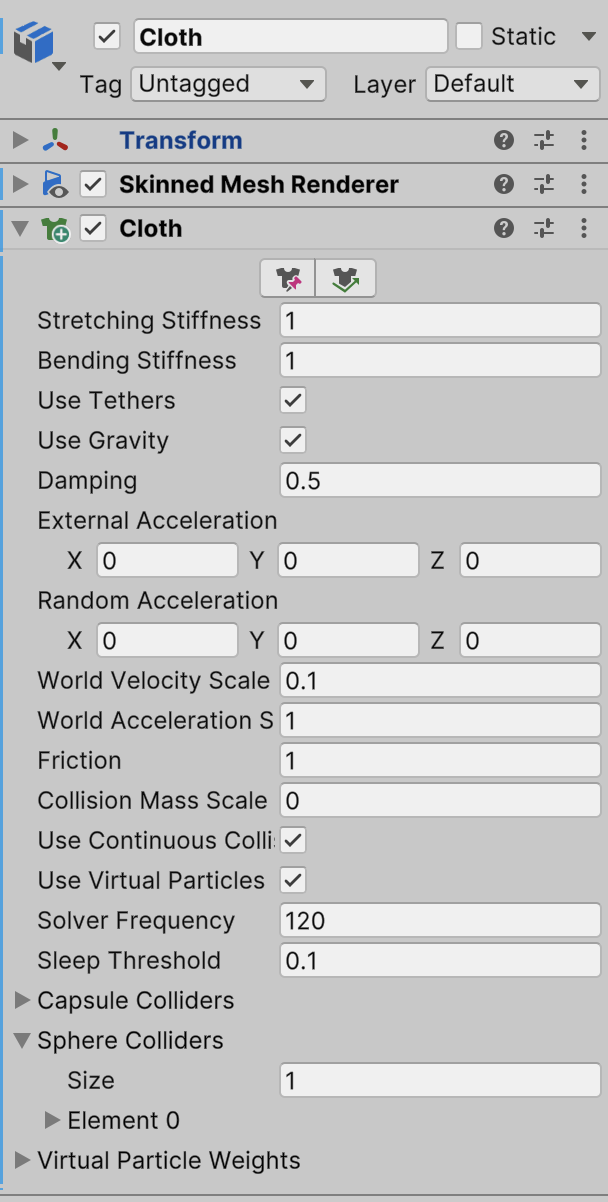 Cloth Static
Tag Untagged Layer Default
Transform
Skinned Mesh Renderer
Cloth
Stretching Stiffness 1
Bending Stiffness 1
Use Tethers
Use Gravity
Damping 0.5
External Acceleration
X 0 Y 0 Z 0
Random Acceleration
X 0 Y 0 Z 0
World Velocity Scale 0.1
World Acceleration S 1
Friction 1
Collision Mass Scale 0
Use Continuous Colli
Use Virtual Particles
Solver Frequency 120
Sleep Threshold 0.1
Capsule Colliders
Sphere Colliders
Size 1
Element 0
Virtual Particle Weights